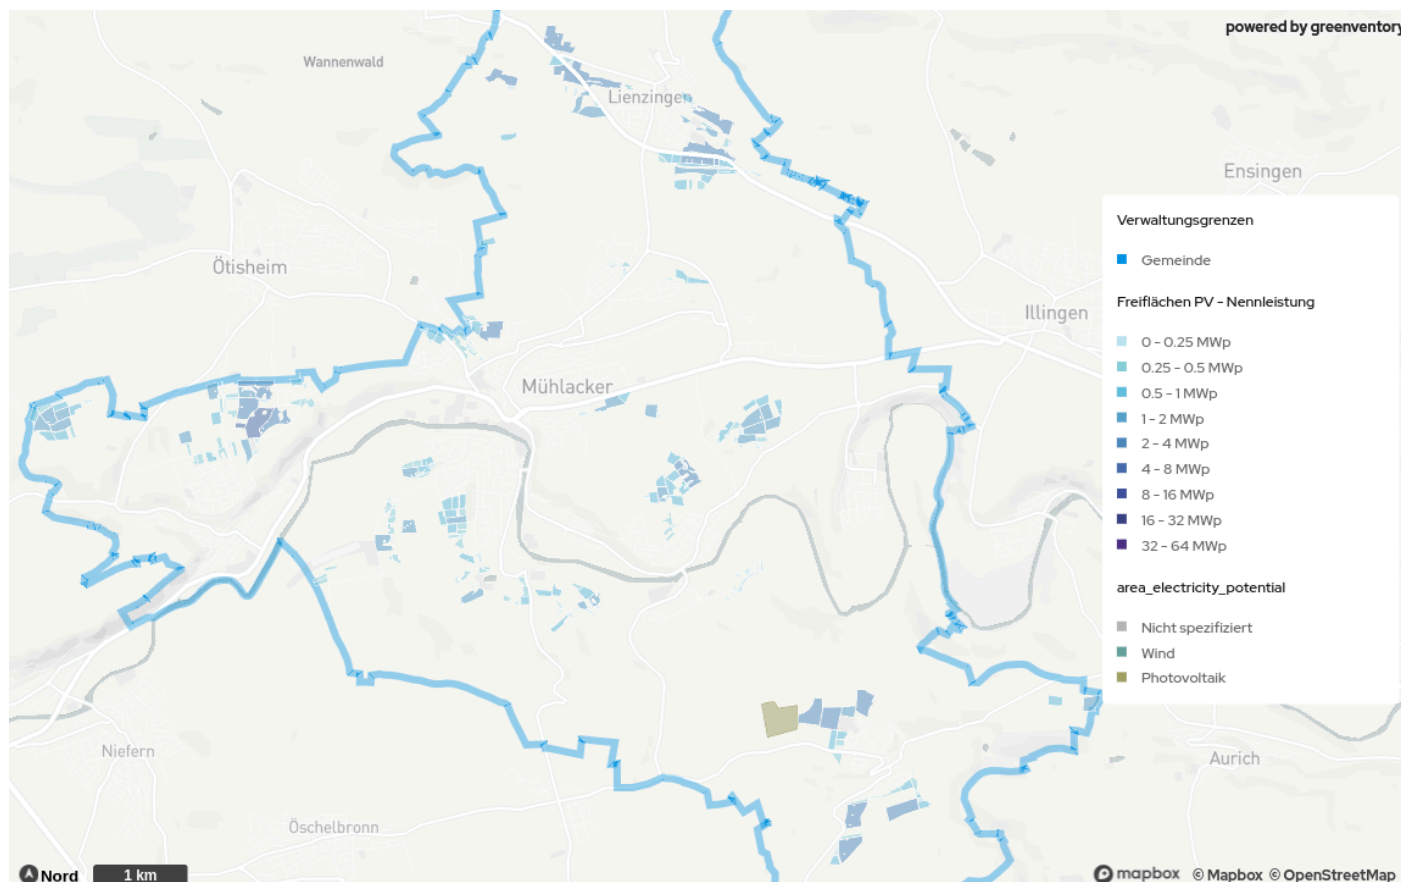 powered by greenventory
Wannenwald
Lienzingen
Ensingen
Ötisheim
Illingen
Mühlacker
Niefern
Aurich
Öschelbronn
Verwaltungsgrenzen
Gemeinde
Freiflächen PV - Nennleistung
0 - 0.25 MWp
0.25 - 0.5 MWp
0.5 - 1 MWp
1 - 2 MWp
2 - 4 MWp
4 - 8 MWp
8 - 16 MWp
16 - 32 MWp
32 - 64 MWp
area_electricity_potential
Nicht spezifiziert
Wind
Photovoltaik
Nord
1 km
mapbox © Mapbox © OpenStreetMap